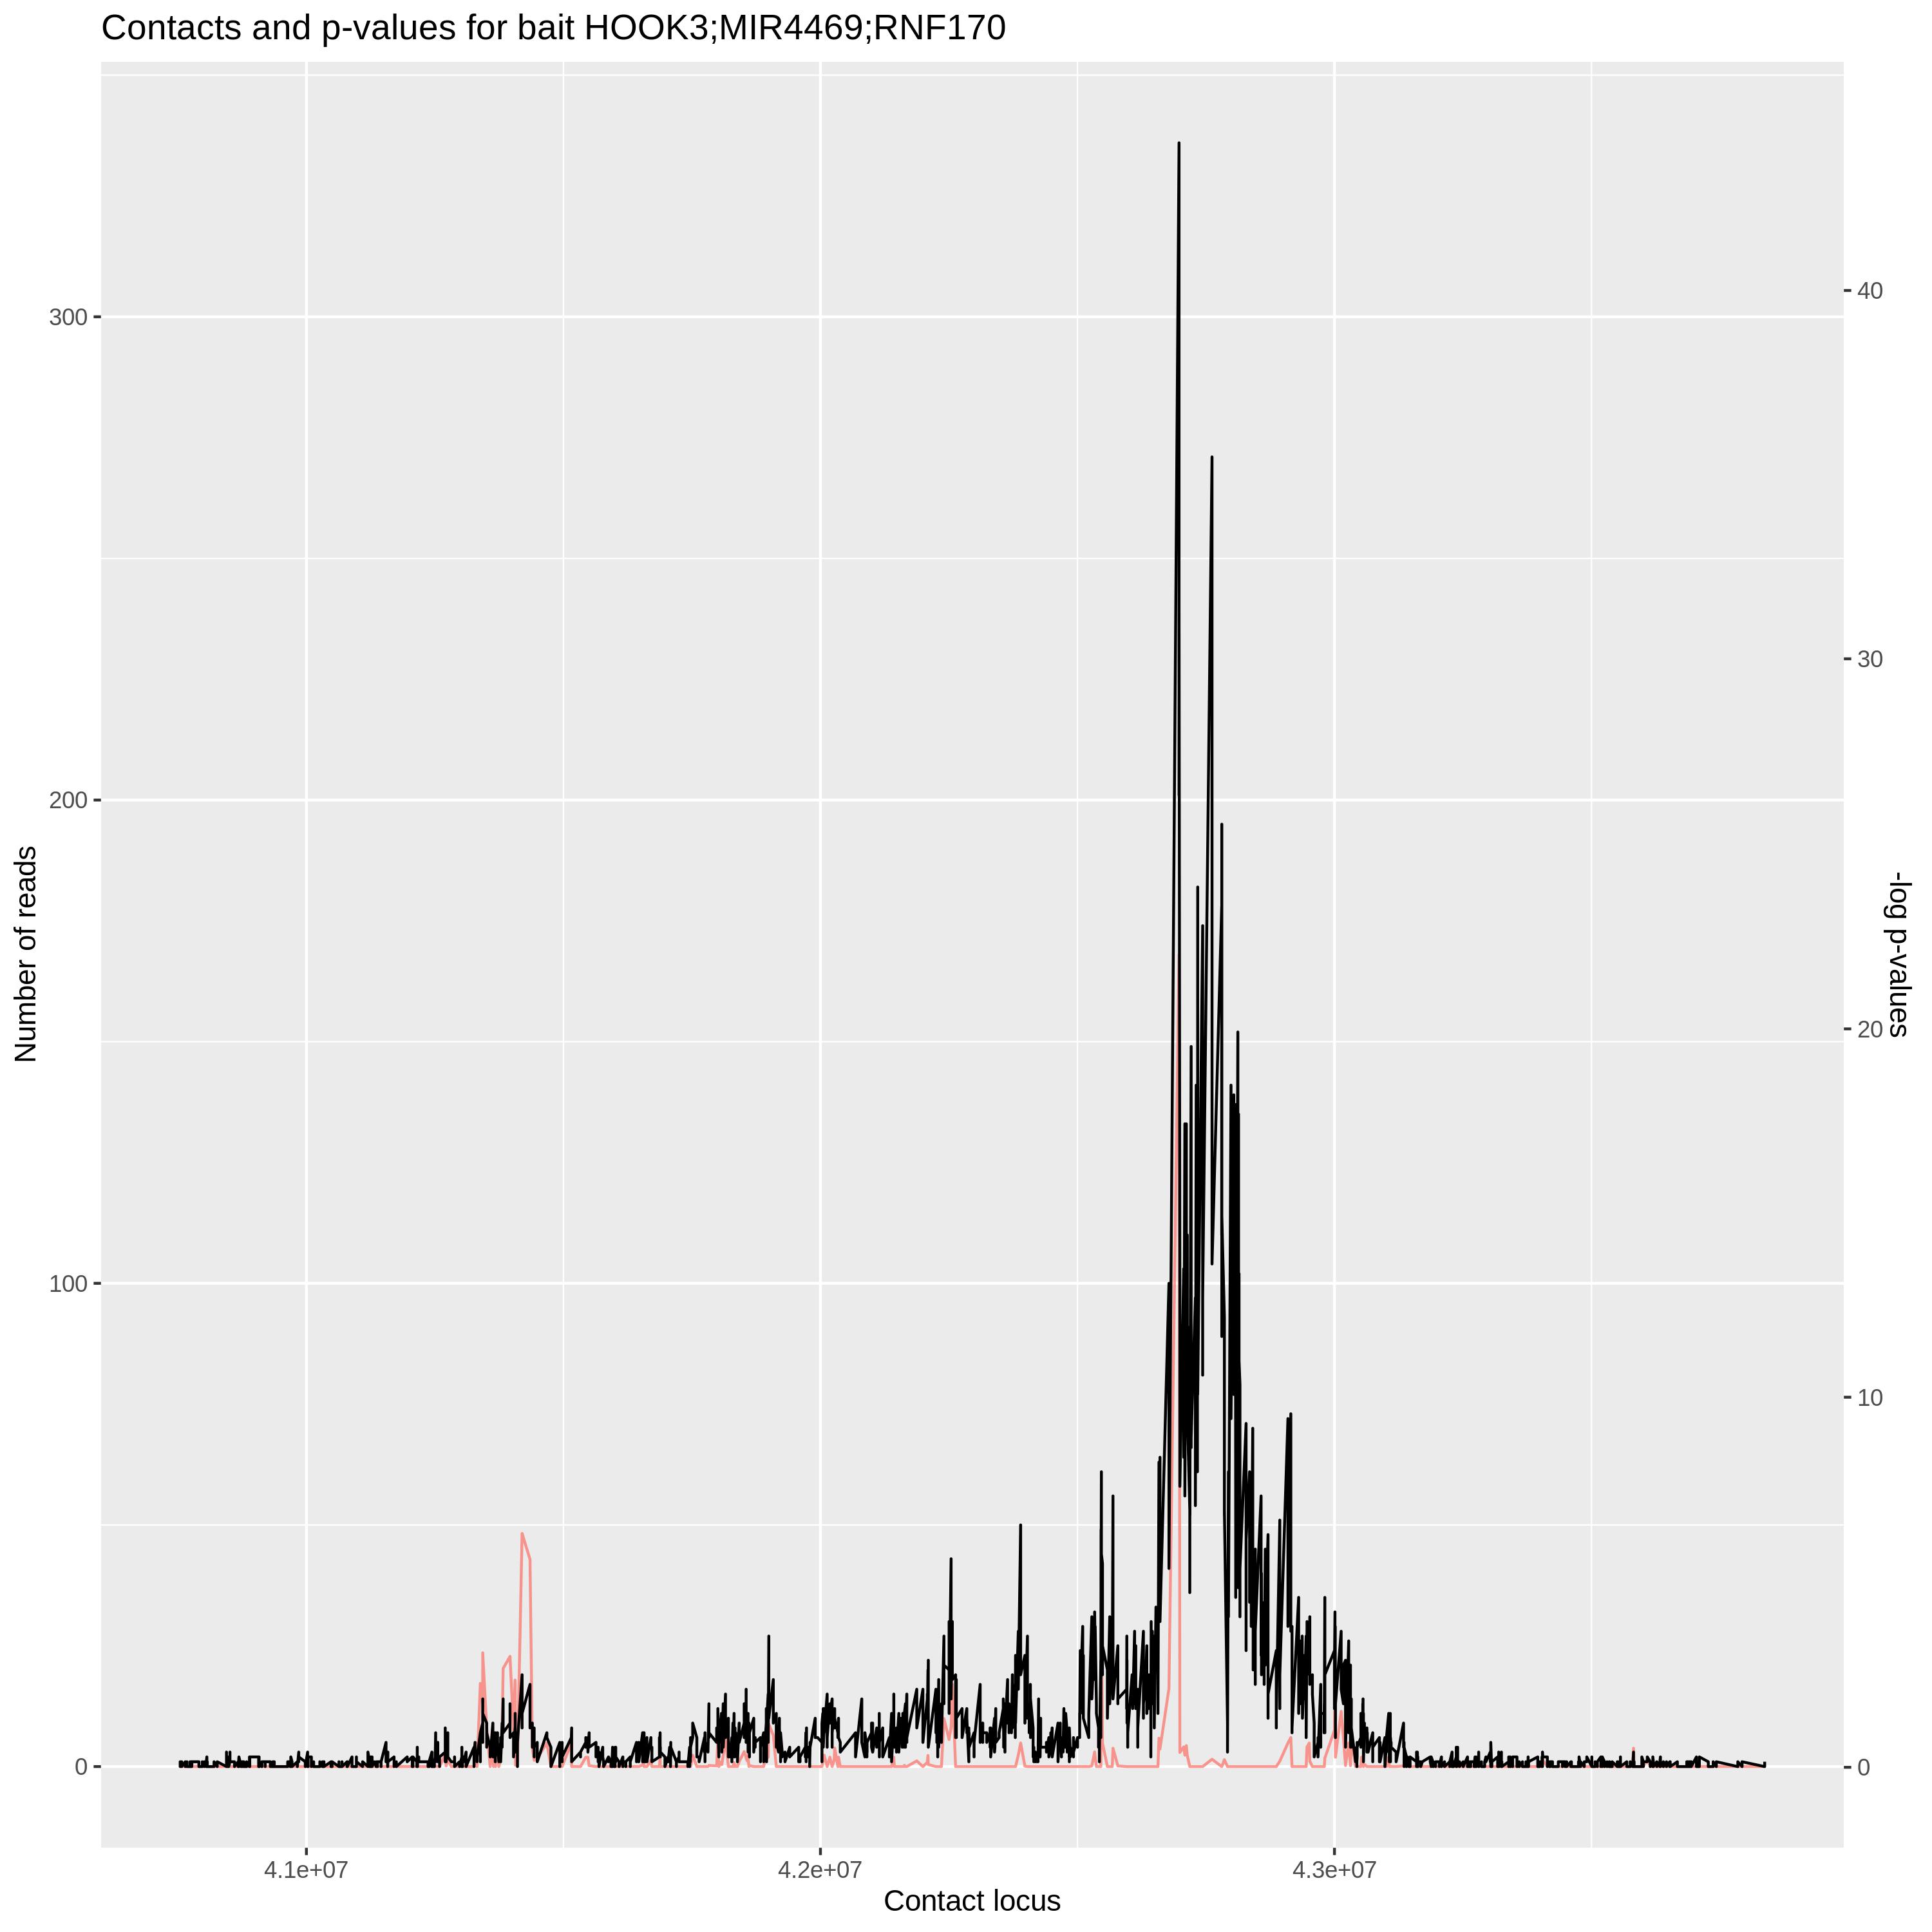 Contacts and p-values for bait HOOK3;MIR4469;RNF170
300
200
100
0
Number of reads
40
30
20
10
0
-log p-values
4.1e+07
4.2e+07
4.3e+07
Contact locus